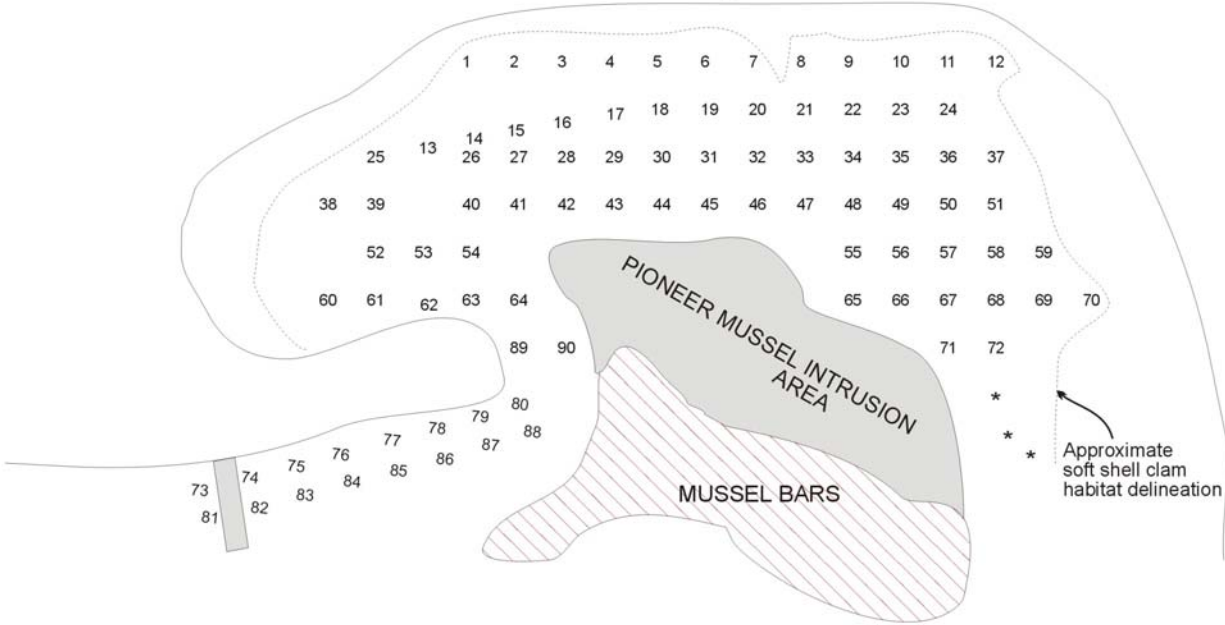 1 2 3 4 5 6 7 8 9 10 11 12
17 18 19 20 21 22 23 24
13 14 15 16
25 26 27 28 29 30 31 32 33 34 35 36 37
38 39 40 41 42 43 44 45 46 47 48 49 50 51
52 53 54 55 56 57 58 59
60 61 62 63 64 65 66 67 68 69 70
89 90 71 72
PIONEER MUSSEL INTRUSION
AREA
73 74 75 76 77 78 79 80
81 82 83 84 85 86 87 88
*
*
*
MUSSEL BARS
Approximate
soft shell clam
habitat delineation